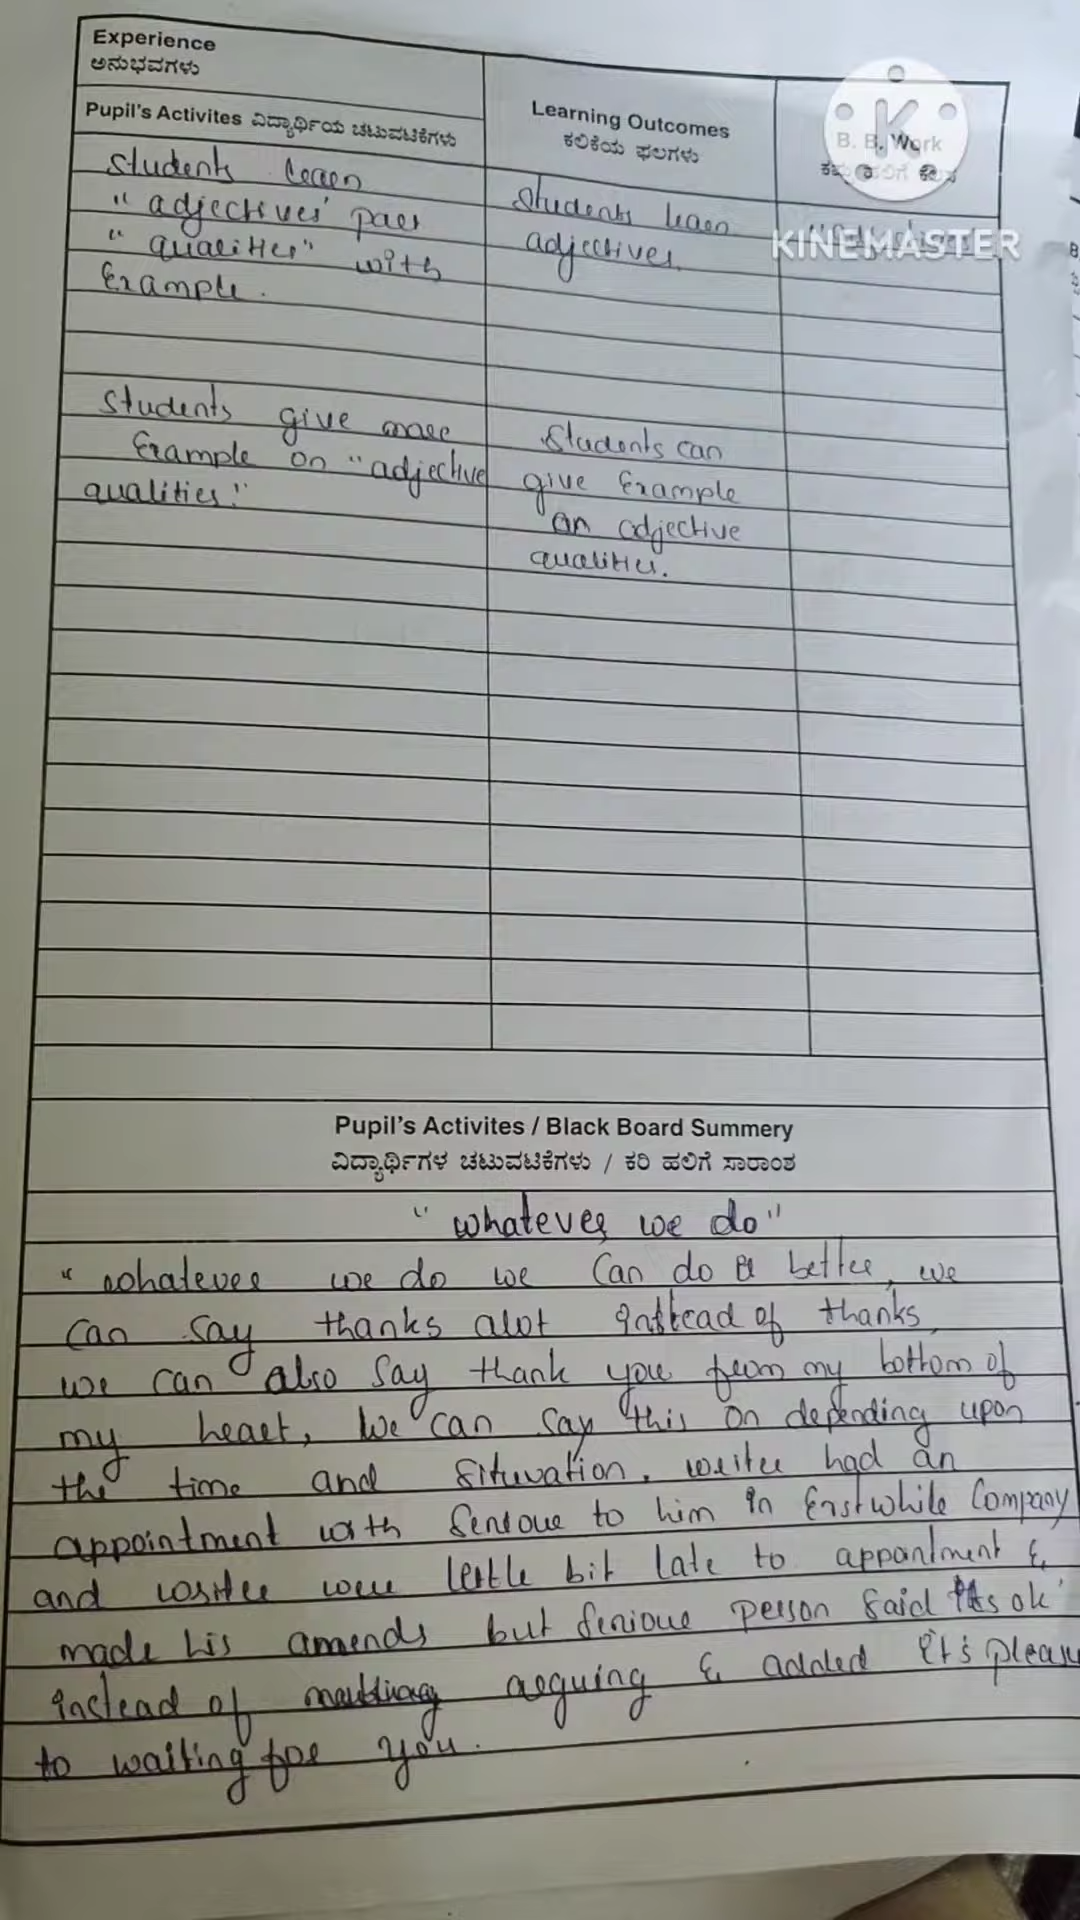 Experience
ಅನುಭವಗಳು
Pupil's Activites ವಿದ್ಯಾರ್ಥಿಯ ಚಟುವಟಿಕೆಗಳು
Learning Outcomes
ಕಲಿಕೆಯ ಫಲಗಳು
B. B. Work
KINEMASTER
students learn
"adjectives' part
"qualities" with
Example.
Students learn
adjectives.
Students give more
Example on "adjective
qualities."
Students can
give Example
on adjective
qualities.
Pupil's Activites / Black Board Summery
ವಿದ್ಯಾರ್ಥಿಗಳ ಚಟುವಟಿಕೆಗಳು / ಕರಿ ಹಲಿಗೆ ಸಾರಾಂಶ
"whatever we do"
"whatever we do we can do better, we
can say thanks alot instead of thanks,
we can also say thank you from my bottom of
my heart, We can say this on depending upon
the time and situvation. writer had an
appointment with to him in Erstwhile Company
and writer were little bit late to appointment &
made his amends but person said its ok'
instead of arguing & added it's pleasu
to waiting for you.